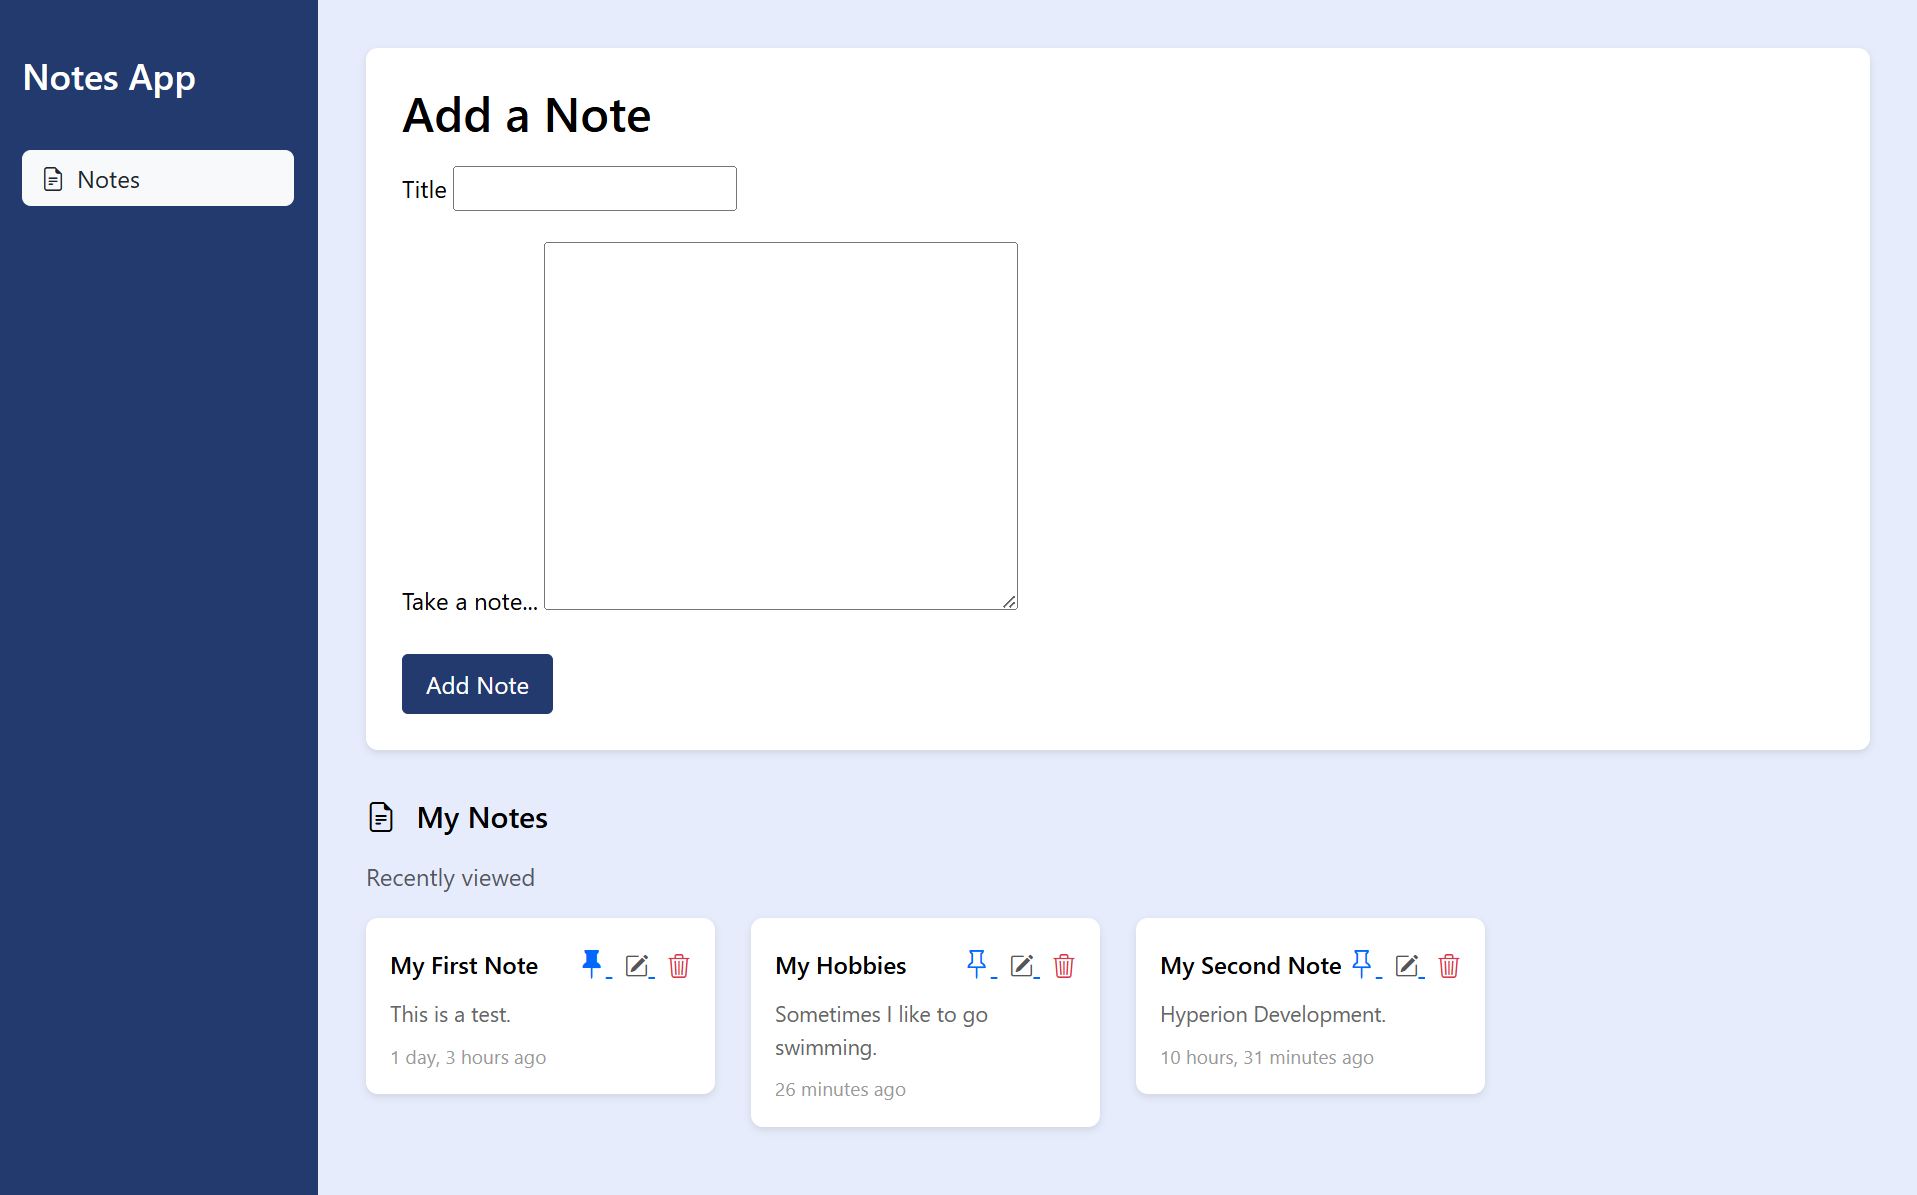 Notes App
Notes
Add a Note
Title
Take a note...
Add Note
My Notes
Recently viewed
My First Note
This is a test.
1 day, 3 hours ago
My Hobbies
Sometimes I like to go
swimming.
26 minutes ago
My Second Note
Hyperion Development.
10 hours, 31 minutes ago